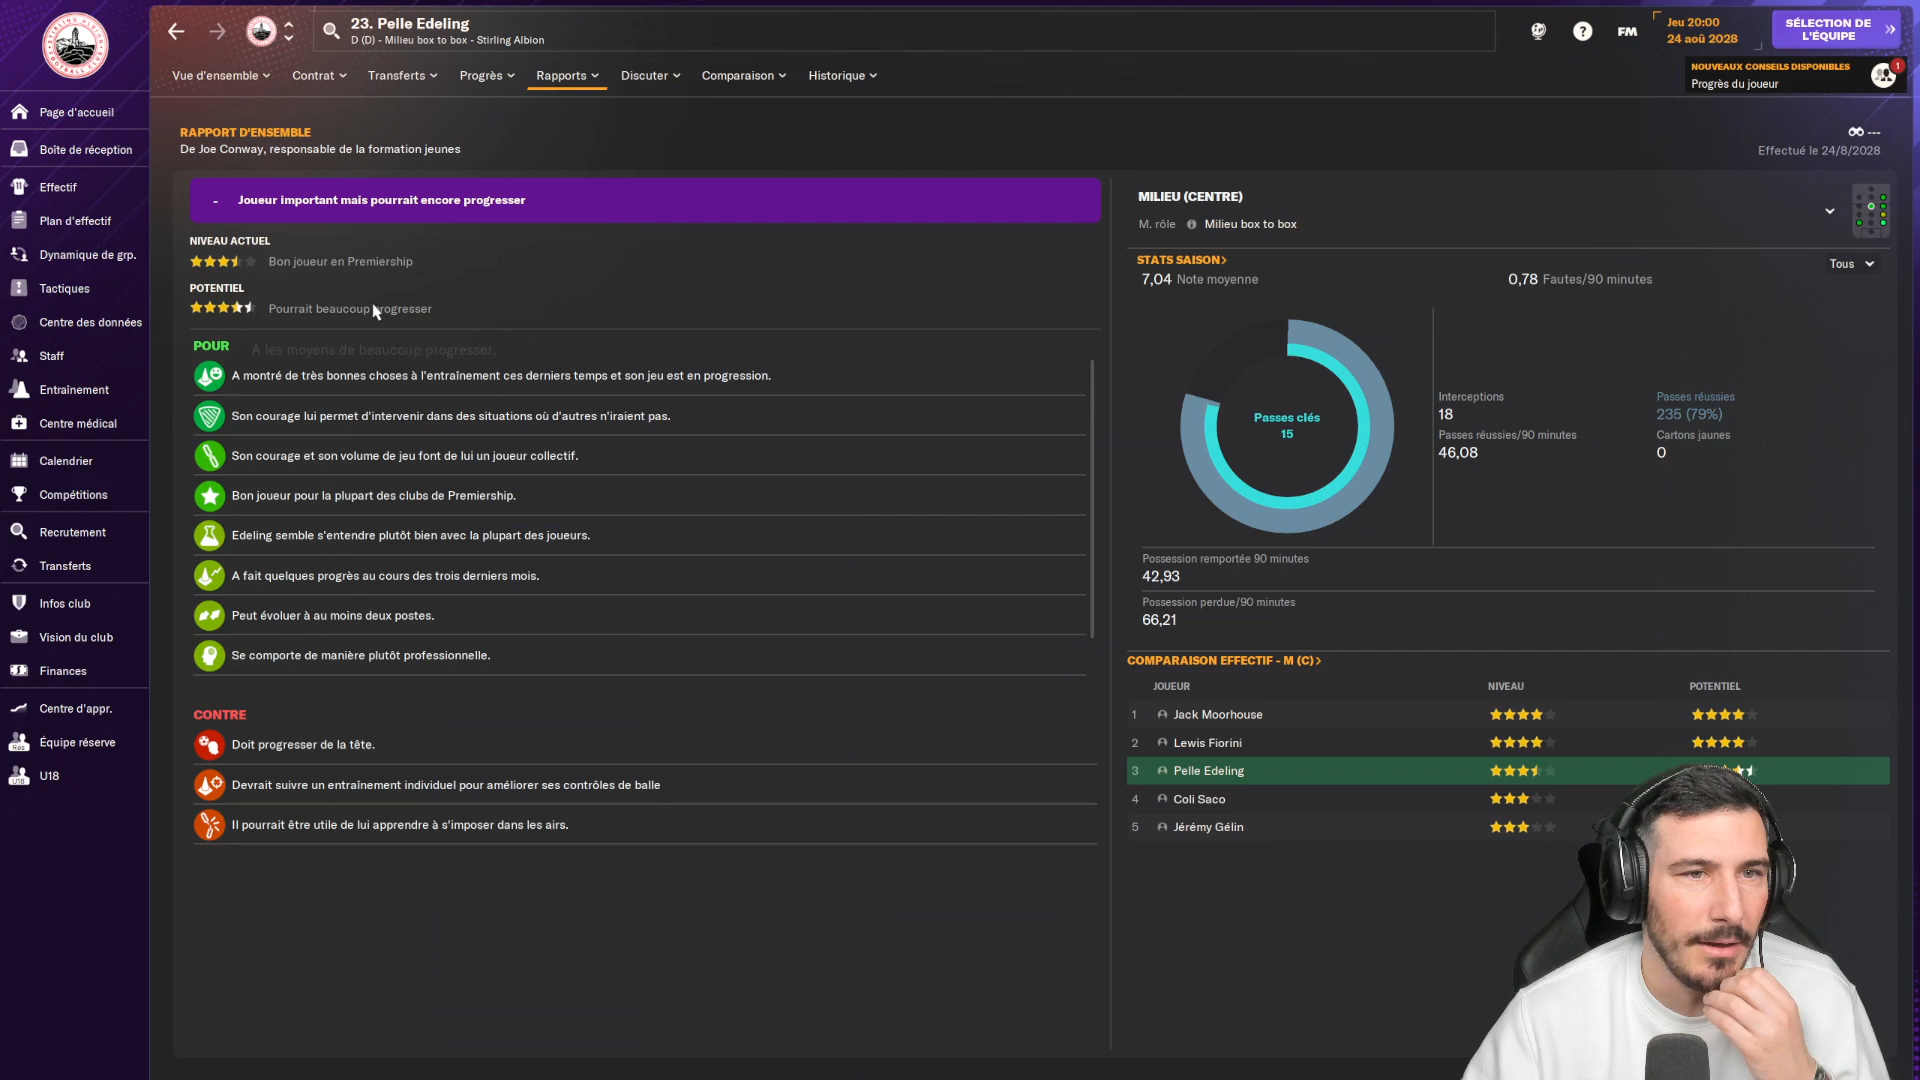 23. Pelle Edeling
D (D) - Milieu box to box - Stirling Albion
FM
Jeu 20:00
24 aoû 2028
SÉLECTION DE
L'ÉQUIPE
Vue d'ensemble
Contrat
Transferts
Progrès
Rapports
Discuter
Comparaison
Historique
NOUVEAUX CONSEILS DISPONIBLES
Progrès du joueur
1
Page d'accueil
Boîte de réception
Effectif
Plan d'effectif
Dynamique de grp.
Tactiques
Centre des données
Staff
Entraînement
Centre médical
Calendrier
Compétitions
Recrutement
Transferts
Infos club
Vision du club
Finances
Centre d'appr.
Équipe réserve
U18
RAPPORT D'ENSEMBLE
De Joe Conway, responsable de la formation jeunes
---
Effectué le 24/8/2028
- Joueur important mais pourrait encore progresser
NIVEAU ACTUEL
Bon joueur en Premiership
POTENTIEL
Pourrait beaucoup progresser
POUR
A les moyens de beaucoup progresser.
A montré de très bonnes choses à l'entraînement ces derniers temps et son jeu est en progression.
Son courage lui permet d'intervenir dans des situations où d'autres n'iraient pas.
Son courage et son volume de jeu font de lui un joueur collectif.
Bon joueur pour la plupart des clubs de Premiership.
Edeling semble s'entendre plutôt bien avec la plupart des joueurs.
A fait quelques progrès au cours des trois derniers mois.
Peut évoluer à au moins deux postes.
Se comporte de manière plutôt professionnelle.
CONTRE
Doit progresser de la tête.
Devrait suivre un entraînement individuel pour améliorer ses contrôles de balle
Il pourrait être utile de lui apprendre à s'imposer dans les airs.
MILIEU (CENTRE)
M. rôle Milieu box to box
STATS SAISON>
Tous
7,04 Note moyenne
0,78 Fautes/90 minutes
Passes clés
15
Interceptions
18
Passes réussies
235 (79%)
Passes réussies/90 minutes
46,08
Cartons jaunes
0
Possession remportée 90 minutes
42,93
Possession perdue/90 minutes
66,21
COMPARAISON EFFECTIF - M (C)>
JOUEUR NIVEAU POTENTIEL
1 Jack Moorhouse
2 Lewis Fiorini
3 Pelle Edeling
4 Coli Saco
5 Jérémy Gélin